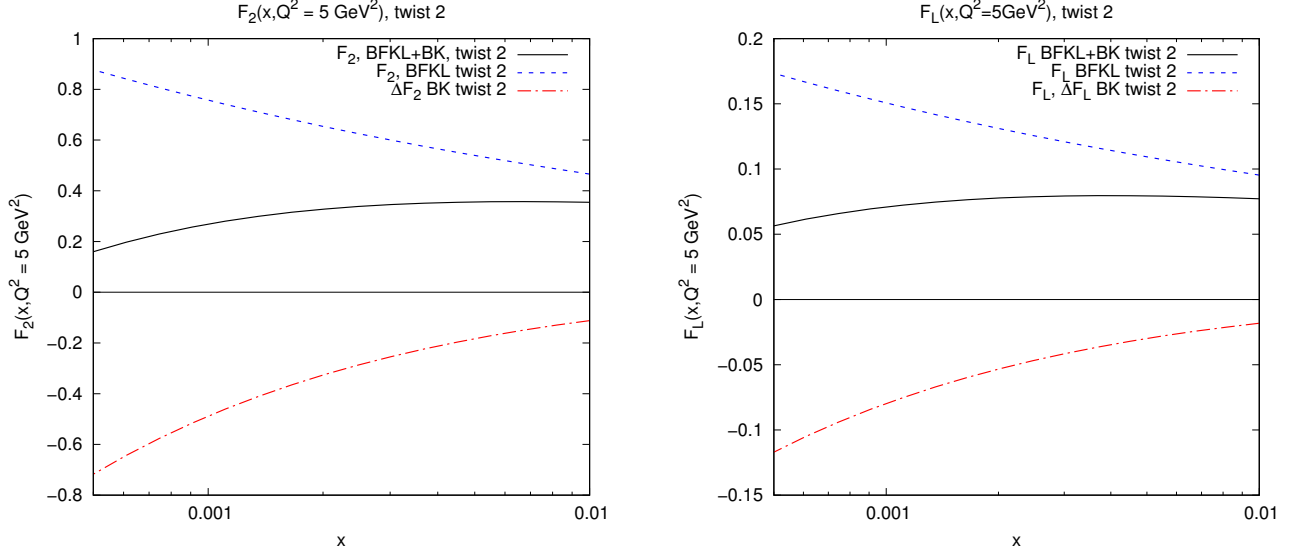 F2(x,Q2 = 5 GeV2), twist 2
F2, BFKL+BK, twist 2
F2, BFKL twist 2
ΔF2 BK twist 2
F2(x,Q2 = 5 GeV2)
1
0.8
0.6
0.4
0.2
0
−0.2
−0.4
−0.6
−0.8
0.001
0.01
x
FL(x,Q2=5GeV2), twist 2
FL BFKL+BK twist 2
FL BFKL twist 2
FL, ΔFL BK twist 2
FL(x,Q2 = 5 GeV2)
0.2
0.15
0.1
0.05
0
−0.05
−0.1
−0.15
0.001
0.01
x